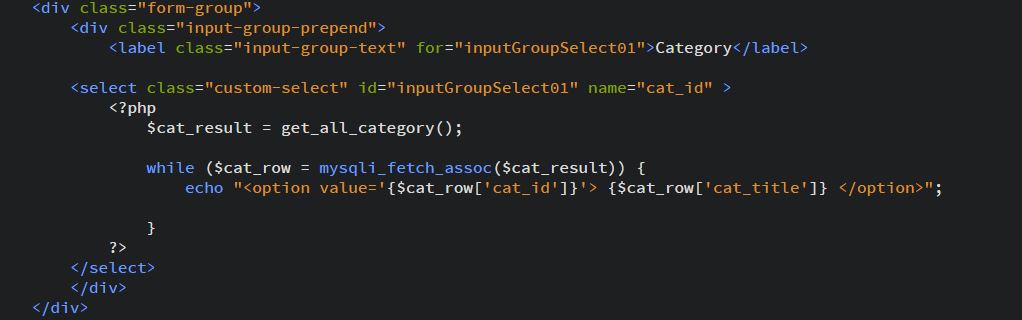 <div class="form-group">
<div class="input-group-prepend">
<label class="input-group-text" for="inputGroupSelect01">Category</label>
<select class="custom-select" id="inputGroupSelect01" name="cat_id" >
<?php
$cat_result = get_all_category();
while ($cat_row = mysqli_fetch_assoc($cat_result)) {
echo "<option value='{$cat_row['cat_id']}'> {$cat_row['cat_title']} </option>";
}
?>
</select>
</div>
</div>